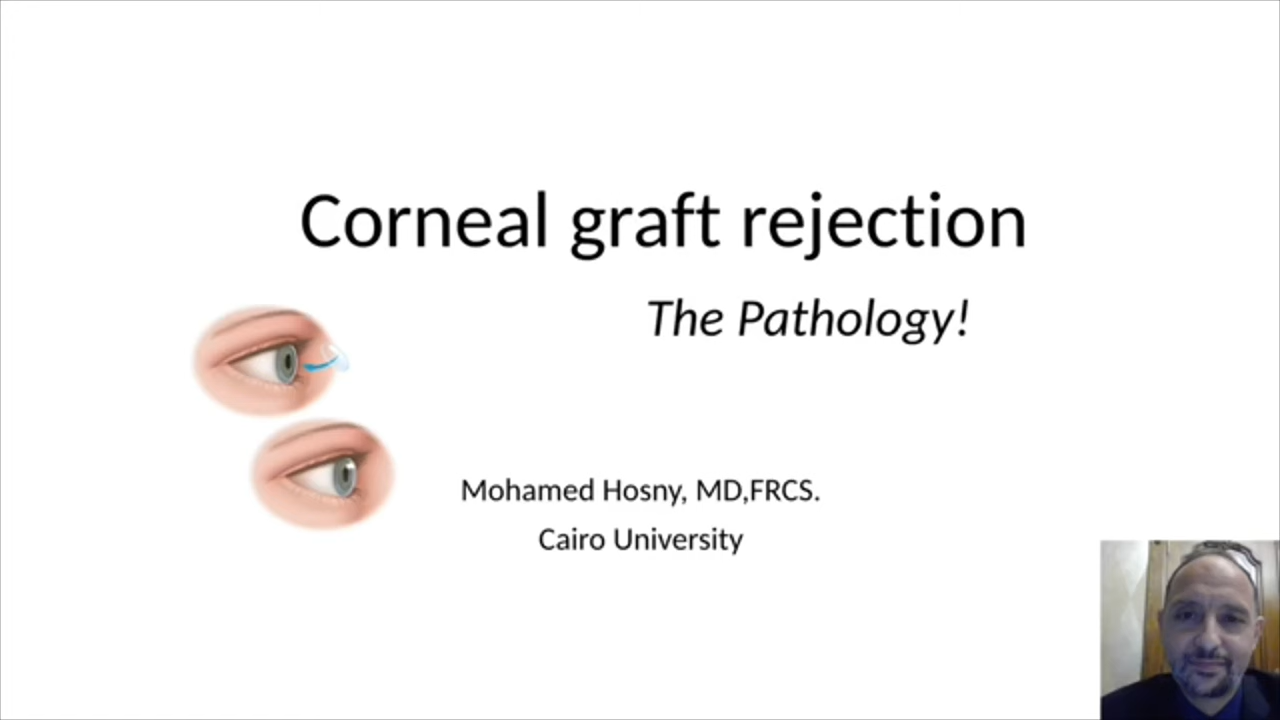 Corneal graft rejection
The Pathology!
Mohamed Hosny, MD,FRCS.
Cairo University